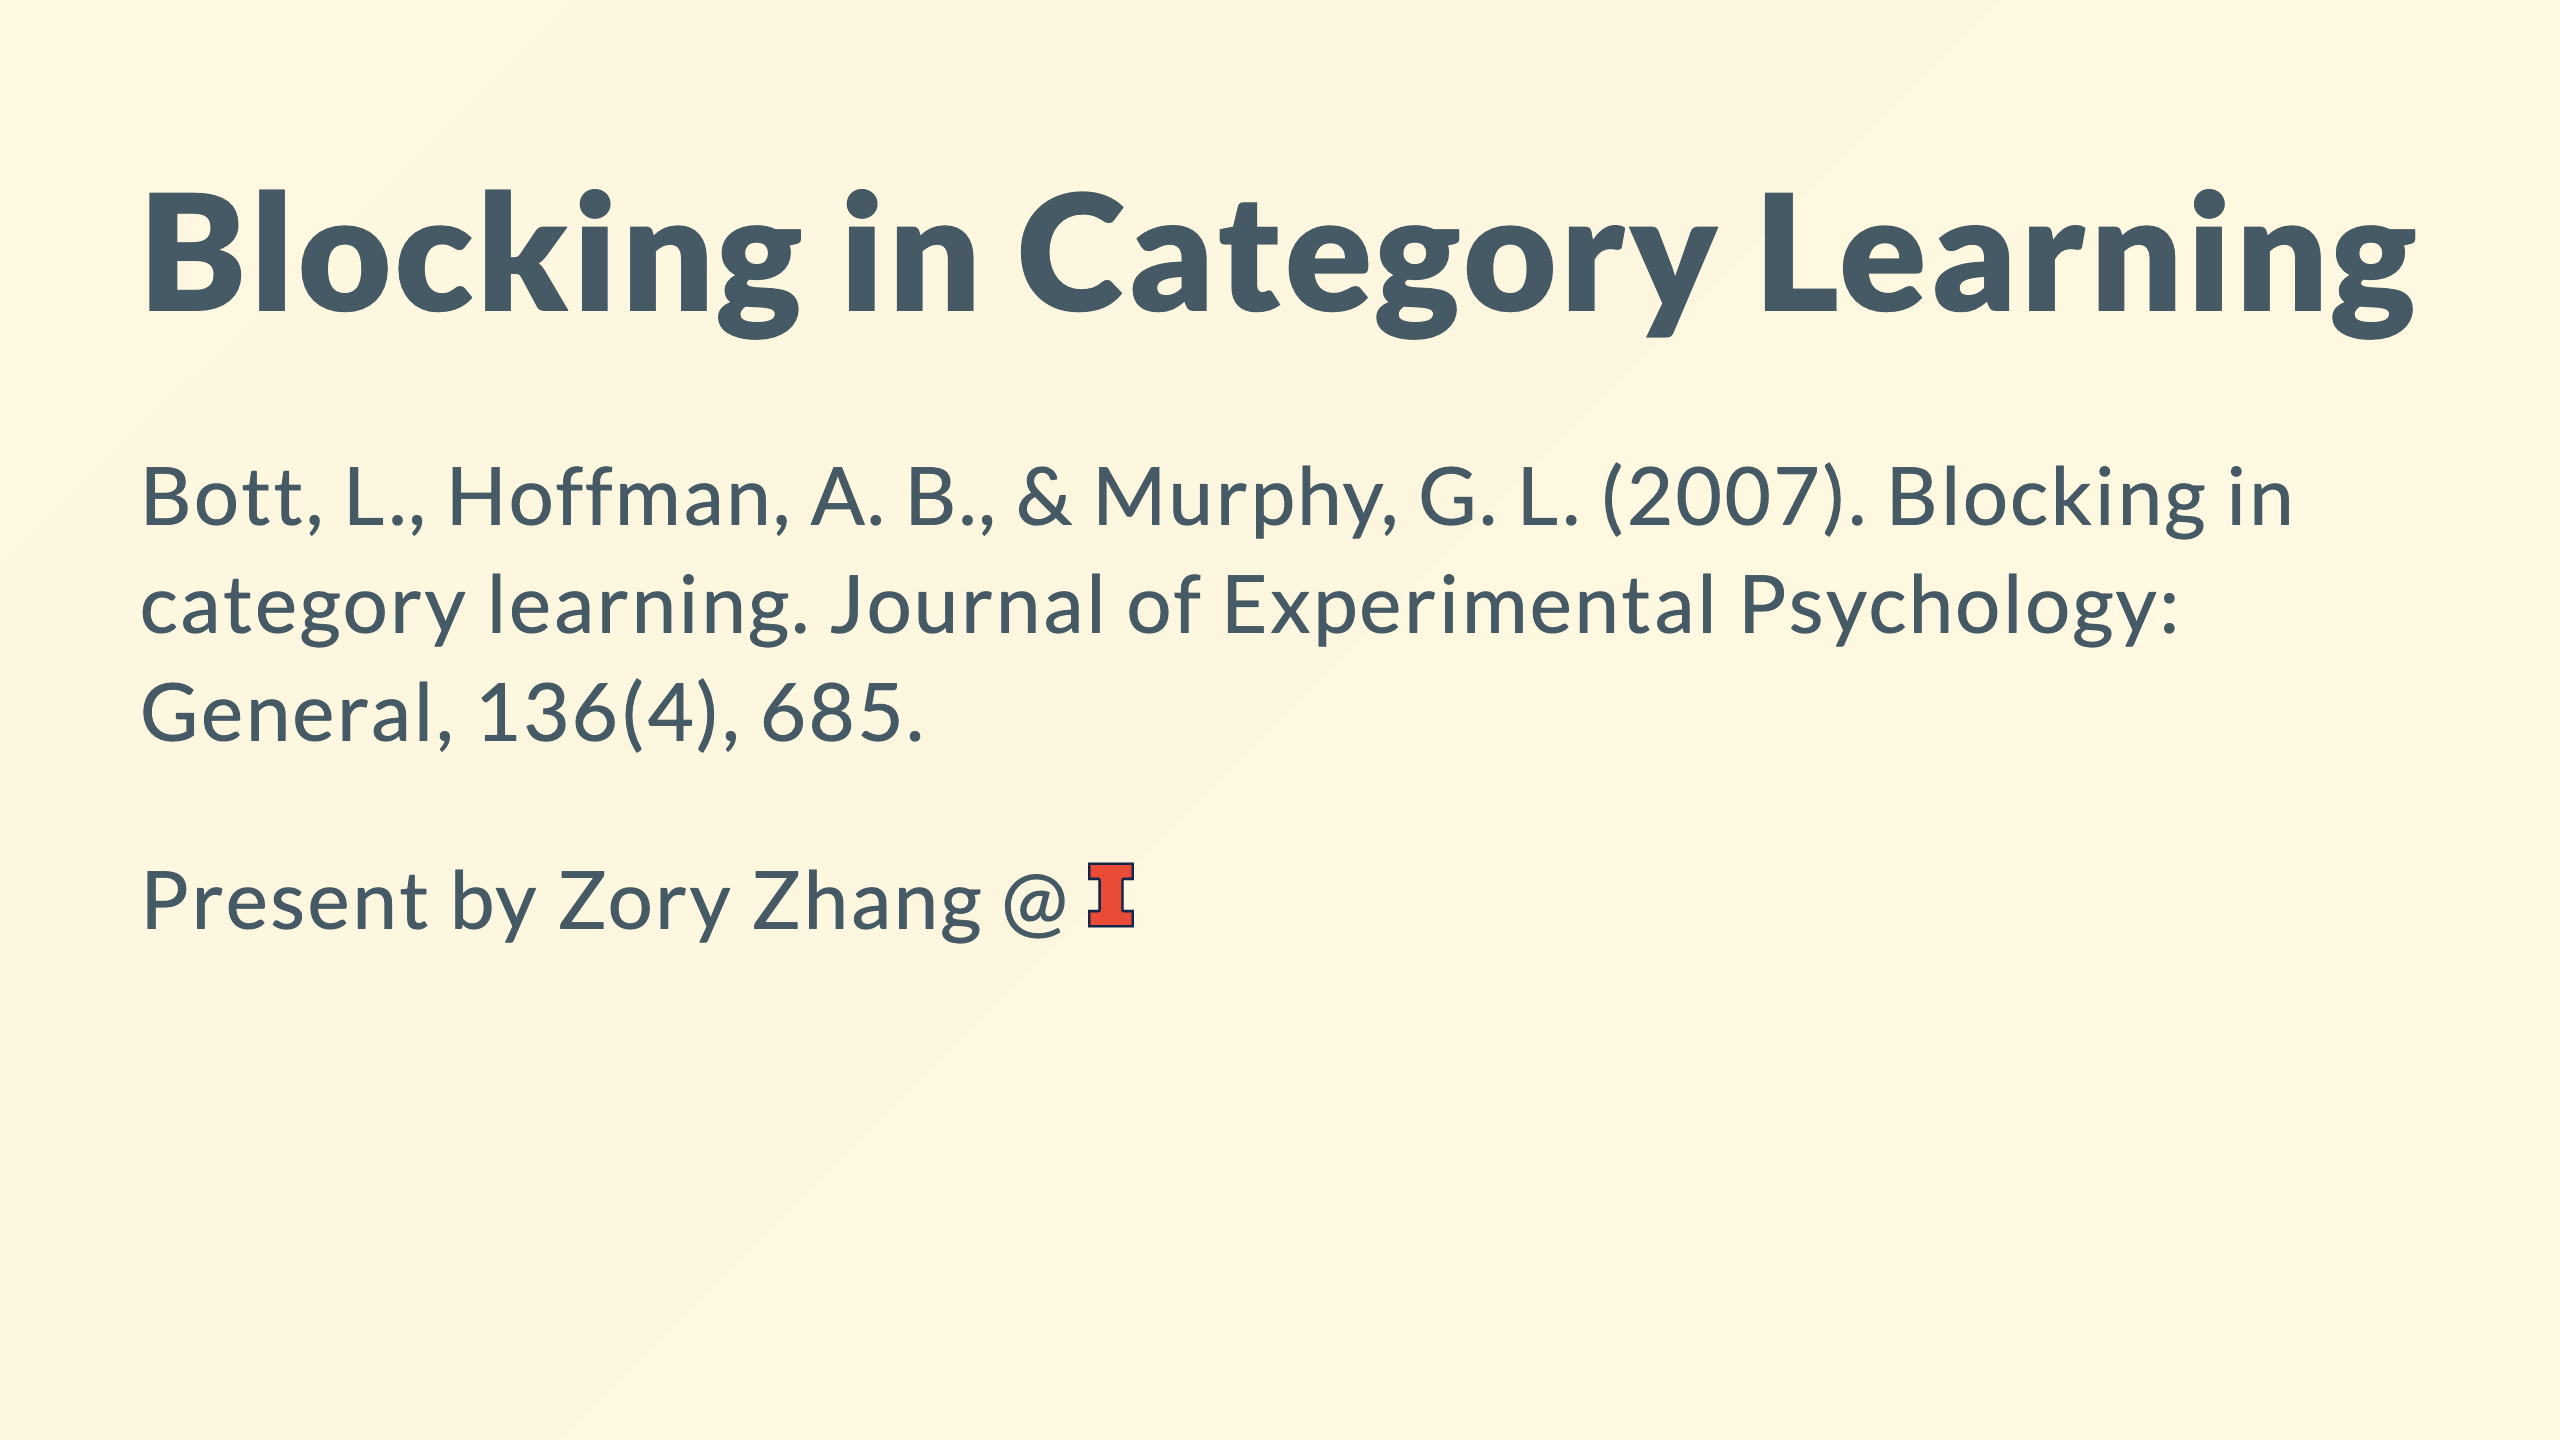 Blocking in Category Learning
Bott, L., Hoffman, A. B., & Murphy, G. L. (2007). Blocking in
category learning. Journal of Experimental Psychology:
General, 136(4), 685.
Present by Zory Zhang @ I